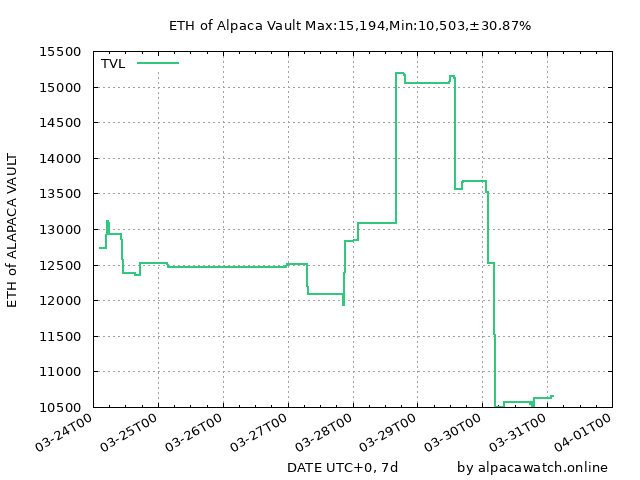 ETH of Alpaca Vault Max:15,194,Min:10,503,±30.87%
TVL
15500
15000
14500
14000
13500
13000
12500
12000
11500
11000
10500
ETH of ALAPACA VAULT
03-24T00
03-25T00
03-26T00
03-27T00
03-28T00
03-29T00
03-30T00
03-31T00
04-01T00
DATE UTC+0, 7d
by alpacawatch.online